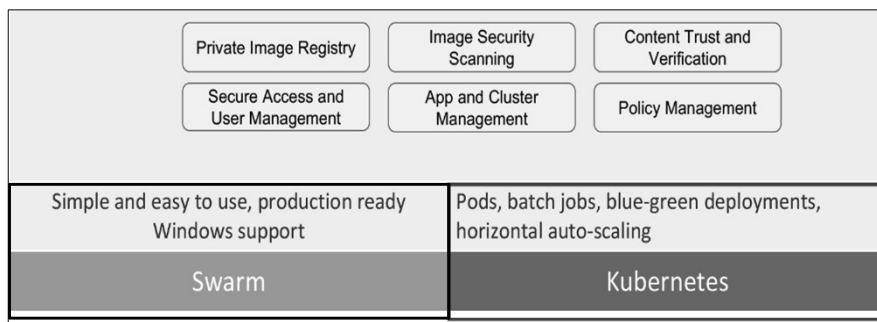 Private Image Registry
Image Security
Scanning
Content Trust and
Verification
Secure Access and
User Management
App and Cluster
Management
Policy Management
Simple and easy to use, production ready
Windows support
Pods, batch jobs, blue-green deployments,
horizontal auto-scaling
Swarm
Kubernetes